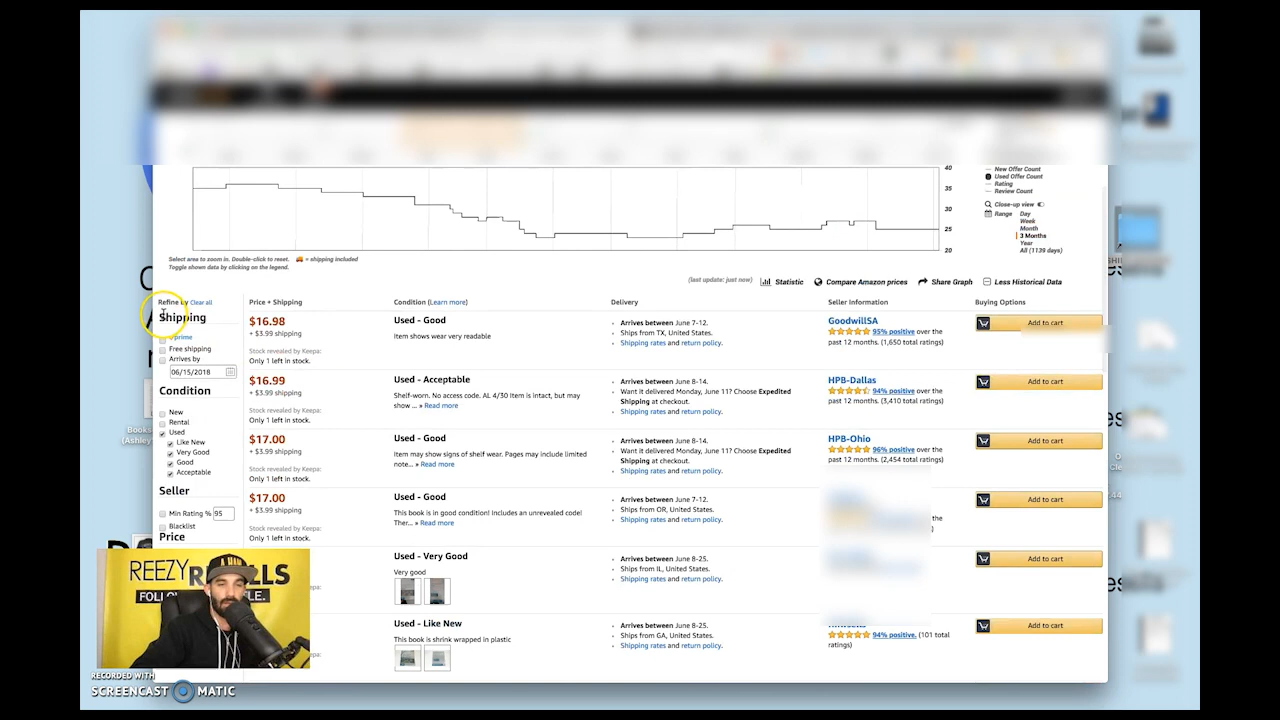 40
35
30
25
20
New Offer Count
Used Offer Count
Rating
Review Count
Close-up view
Range
Day
Week
Month
3 Months
Year
All (1139 days)
Select area to zoom in. Double-click to reset. = shipping included
Toggle shown data by clicking on the legend.
(last update: just now) Statistic Compare Amazon prices Share Graph Less Historical Data
Refine by Clear all
Shipping
prime
Free shipping
Arrives by
06/15/2018
Condition
New
Rental
Used
Like New
Very Good
Good
Acceptable
Seller
Min Rating % 95
Blacklist
Price
Price + Shipping Condition (Learn more) Delivery Seller Information Buying Options
$16.98
+ $3.99 shipping
Stock revealed by Keepa:
Only 1 left in stock.
Used - Good
Item shows wear very readable
Arrives between June 7-12.
Ships from TX, United States.
Shipping rates and return policy.
GoodwillSA
95% positive over the
past 12 months. (1,650 total ratings)
Add to cart
$16.99
+ $3.99 shipping
Stock revealed by Keepa:
Only 1 left in stock.
Used - Acceptable
Shelf-worn. No access code. AL 4/30 Item is intact, but may
show ... » Read more
Arrives between June 8-14.
Want it delivered Monday, June 11? Choose Expedited
Shipping at checkout.
Shipping rates and return policy.
HPB-Dallas
94% positive over the
past 12 months. (3,410 total ratings)
Add to cart
$17.00
+ $3.99 shipping
Stock revealed by Keepa:
Only 1 left in stock.
Used - Good
Item may show signs of shelf wear. Pages may include limited
note... » Read more
Arrives between June 8-14.
Want it delivered Monday, June 11? Choose Expedited
Shipping at checkout.
Shipping rates and return policy.
HPB-Ohio
96% positive over the
past 12 months. (2,454 total ratings)
Add to cart
$17.00
+ $3.99 shipping
Stock revealed by Keepa:
Only 1 left in stock.
Used - Good
This book is in good condition! Includes an unrevealed code!
Ther... » Read more
Arrives between June 7-12.
Ships from OR, United States.
Shipping rates and return policy.
the
Add to cart
Used - Very Good
Very good
Arrives between June 8-25.
Ships from IL, United States.
Shipping rates and return policy.
Add to cart
Used - Like New
This book is shrink wrapped in plastic
Arrives between June 8-25.
Ships from GA, United States.
Shipping rates and return policy.
94% positive. (101 total
ratings)
Add to cart
Books
(Ashley
REEZY
FOLLO
RECORDED WITH
SCREENCAST MATIC